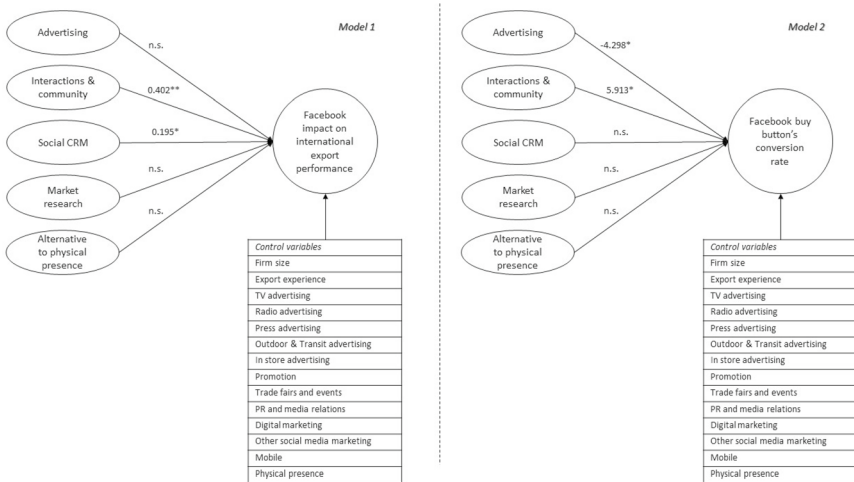 Model 1
Advertising
n.s.
Interactions &
community
0.402**
Social CRM
0.195*
Market
research
n.s.
Alternative
to physical
presence
n.s.
Facebook
impact on
international
export
performance
Control variables
Firm size
Export experience
TV advertising
Radio advertising
Press advertising
Outdoor & Transit advertising
In store advertising
Promotion
Trade fairs and events
PR and media relations
Digital marketing
Other social media marketing
Mobile
Physical presence
Model 2
Advertising
-4.298*
Interactions &
community
5.913*
Social CRM
n.s.
Market
research
n.s.
Alternative
to physical
presence
n.s.
Facebook buy
button's
conversion
rate
Control variables
Firm size
Export experience
TV advertising
Radio advertising
Press advertising
Outdoor & Transit advertising
In store advertising
Promotion
Trade fairs and events
PR and media relations
Digital marketing
Other social media marketing
Mobile
Physical presence